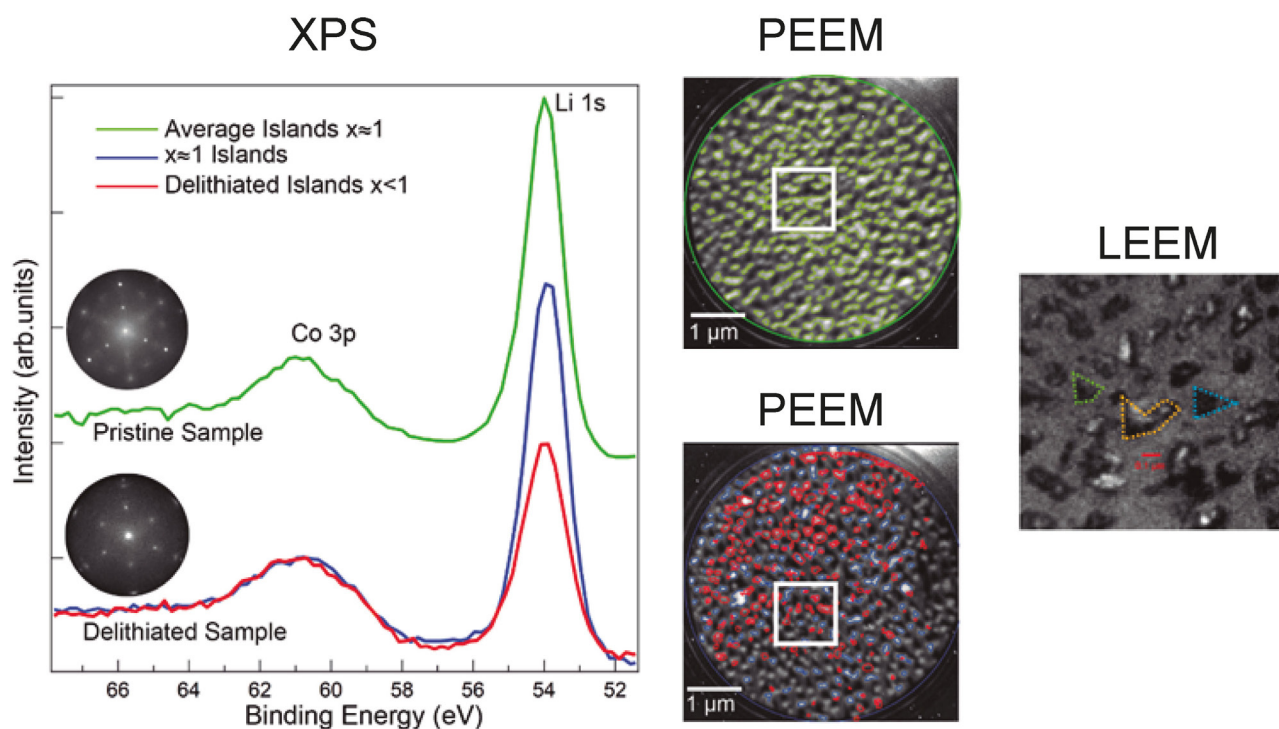 XPS
Li 1s
Average Islands x≈1
x≈1 Islands
Delithiated Islands x<1
Co 3p
Pristine Sample
Delithiated Sample
Intensity (arb.units)
66 64 62 60 58 56 54 52
Binding Energy (eV)
PEEM
1 µm
PEEM
1 µm
LEEM